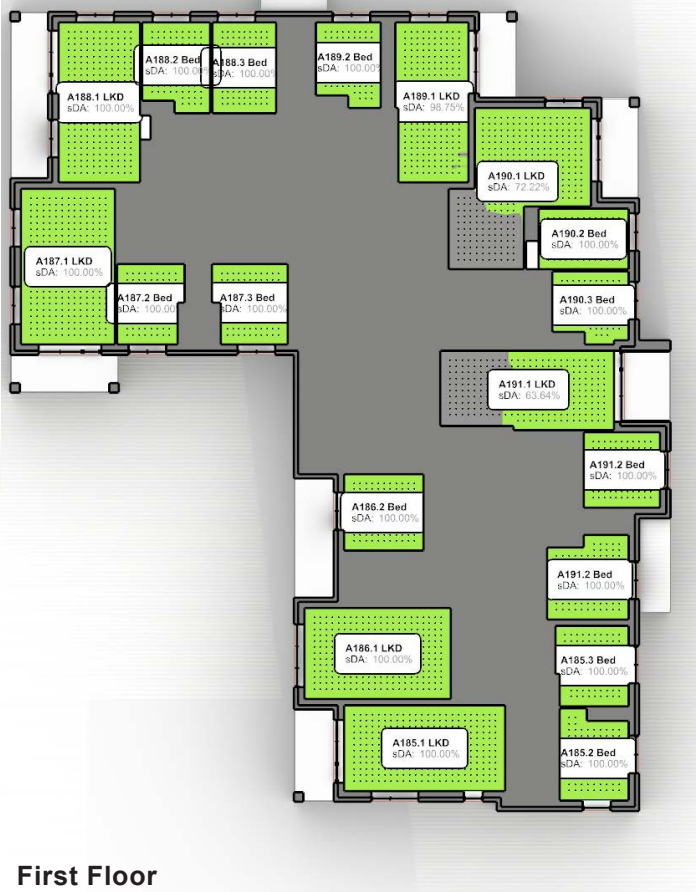 A188.1 LKD
sDA: 100.00%
A188.2 Bed
sDA: 100.00%
A188.3 Bed
sDA: 100.00%
A189.2 Bed
sDA: 100.00%
A189.1 LKD
sDA: 98.75%
A190.1 LKD
sDA: 72.22%
A190.2 Bed
sDA: 100.00%
A187.1 LKD
sDA: 100.00%
A187.2 Bed
sDA: 100.00%
A187.3 Bed
sDA: 100.00%
A190.3 Bed
sDA: 100.00%
A191.1 LKD
sDA: 63.64%
A191.2 Bed
sDA: 100.00%
A186.2 Bed
sDA: 100.00%
A191.2 Bed
sDA: 100.00%
A186.1 LKD
sDA: 100.00%
A185.3 Bed
sDA: 100.00%
A185.1 LKD
sDA: 100.00%
A185.2 Bed
sDA: 100.00%
First Floor